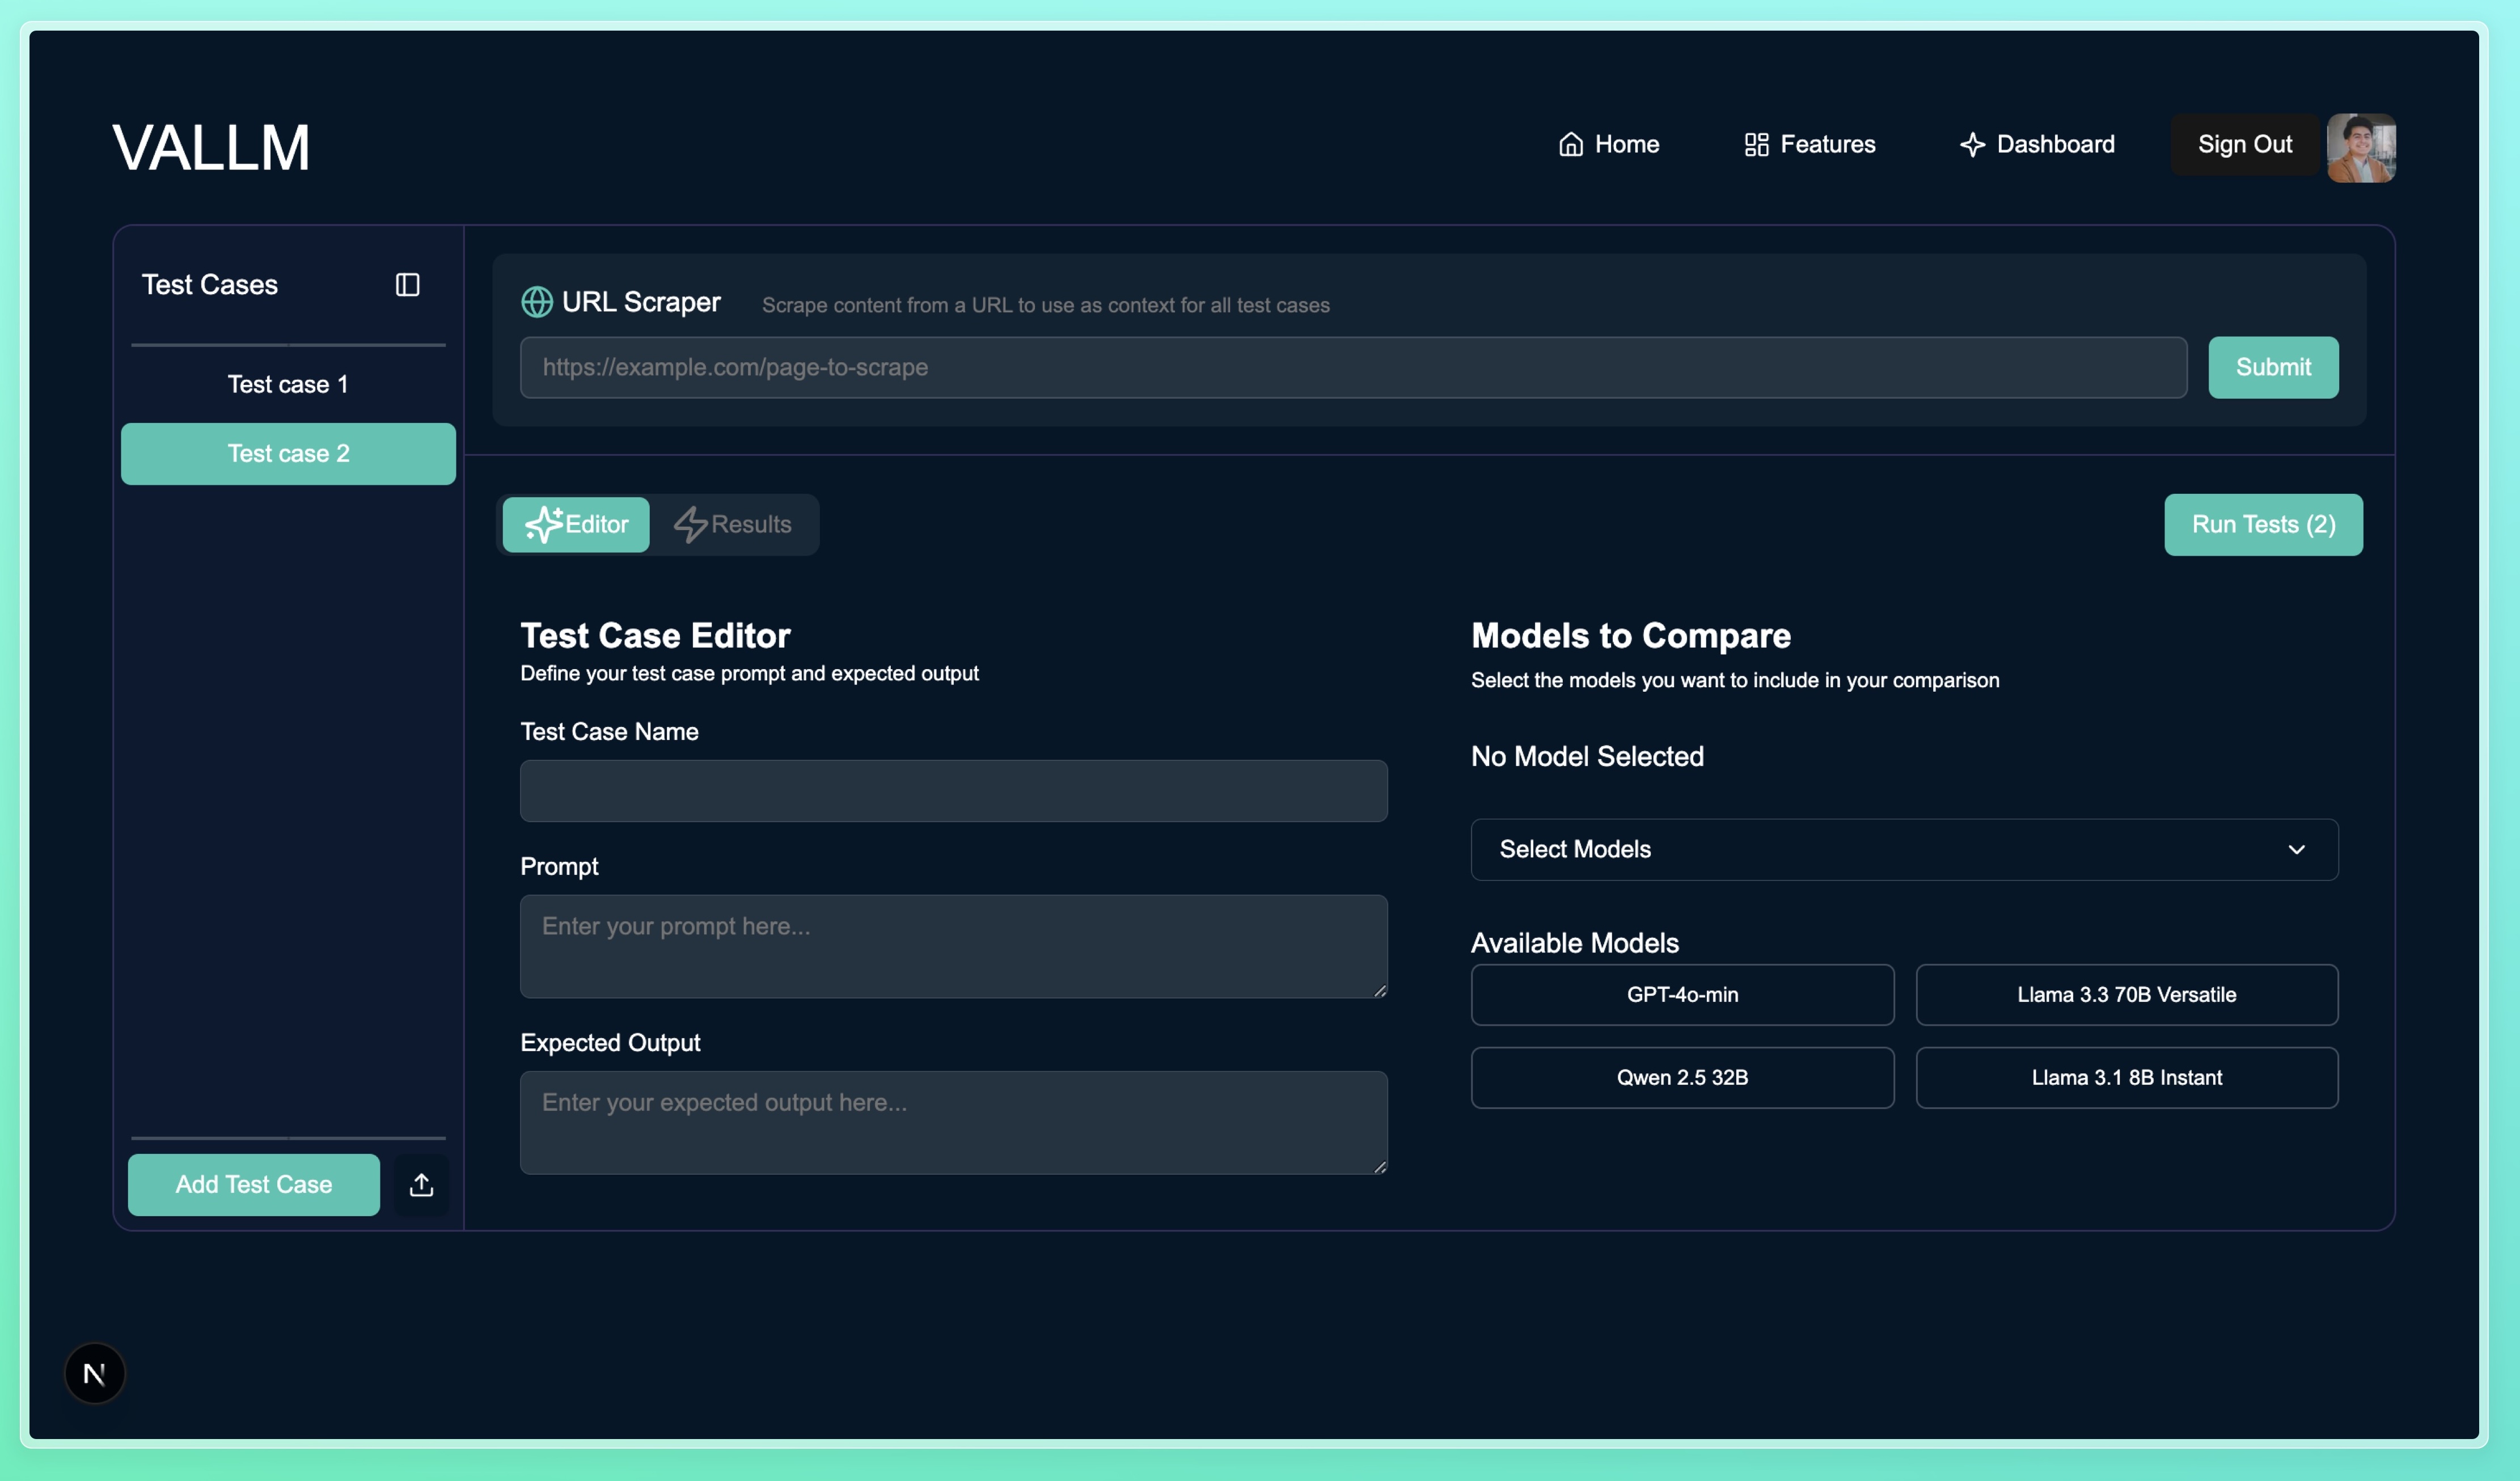 VALLM
Home
Features
Dashboard
Sign Out
Test Cases
Test case 1
Test case 2
Add Test Case
URL Scraper
Scrape content from a URL to use as context for all test cases
https://example.com/page-to-scrape
Submit
Editor
Results
Run Tests (2)
Test Case Editor
Define your test case prompt and expected output
Test Case Name
Prompt
Enter your prompt here...
Expected Output
Enter your expected output here...
Models to Compare
Select the models you want to include in your comparison
No Model Selected
Select Models
Available Models
GPT-4o-min
Llama 3.3 70B Versatile
Qwen 2.5 32B
Llama 3.1 8B Instant
N